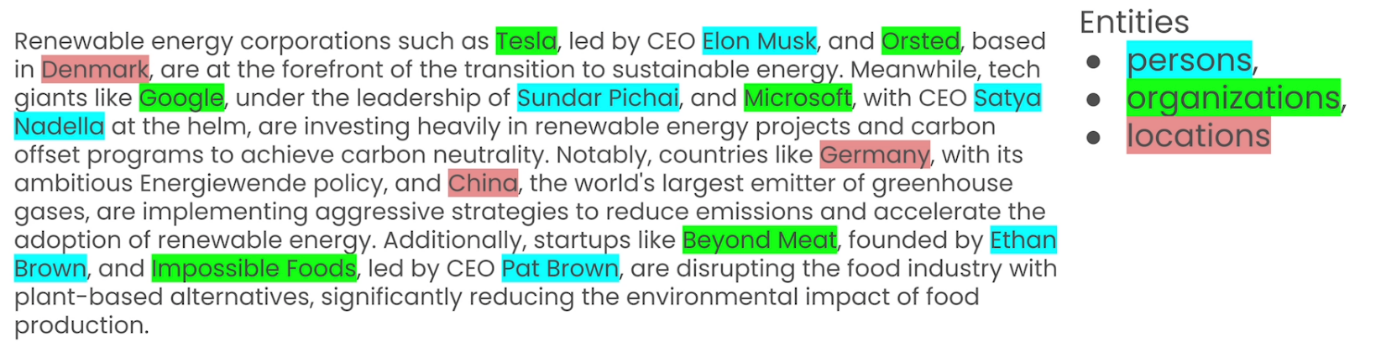 Renewable energy corporations such as Tesla, led by CEO Elon Musk, and Orsted, based
in Denmark, are at the forefront of the transition to sustainable energy. Meanwhile, tech
giants like Google, under the leadership of Sundar Pichai, and Microsoft, with CEO Satya
Nadella at the helm, are investing heavily in renewable energy projects and carbon
offset programs to achieve carbon neutrality. Notably, countries like Germany, with its
ambitious Energiewende policy, and China, the world's largest emitter of greenhouse
gases, are implementing aggressive strategies to reduce emissions and accelerate the
adoption of renewable energy. Additionally, startups like Beyond Meat, founded by Ethan
Brown, and Impossible Foods, led by CEO Pat Brown, are disrupting the food industry with
plant-based alternatives, significantly reducing the environmental impact of food
production.
Entities
● persons,
● organizations,
● locations